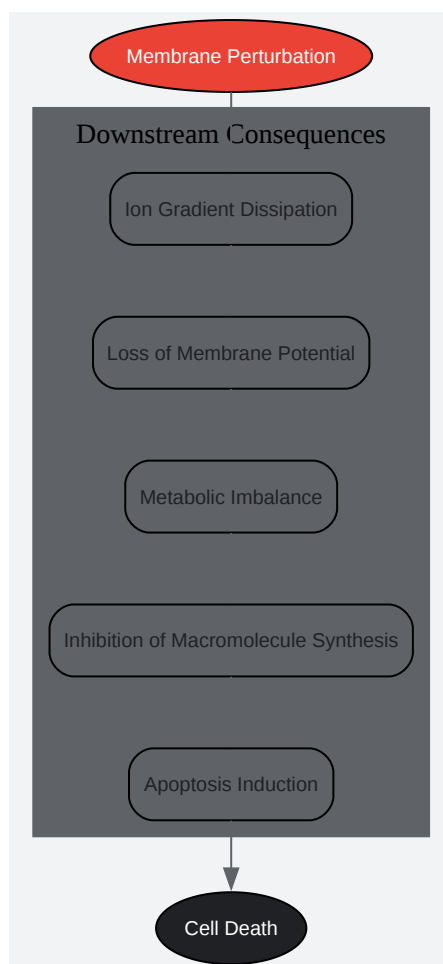 Membrane Perturbation
Downstream Consequences
Ion Gradient Dissipation
Loss of Membrane Potential
Metabolic Imbalance
Inhibition of Macromolecule Synthesis
Apoptosis Induction
Cell Death